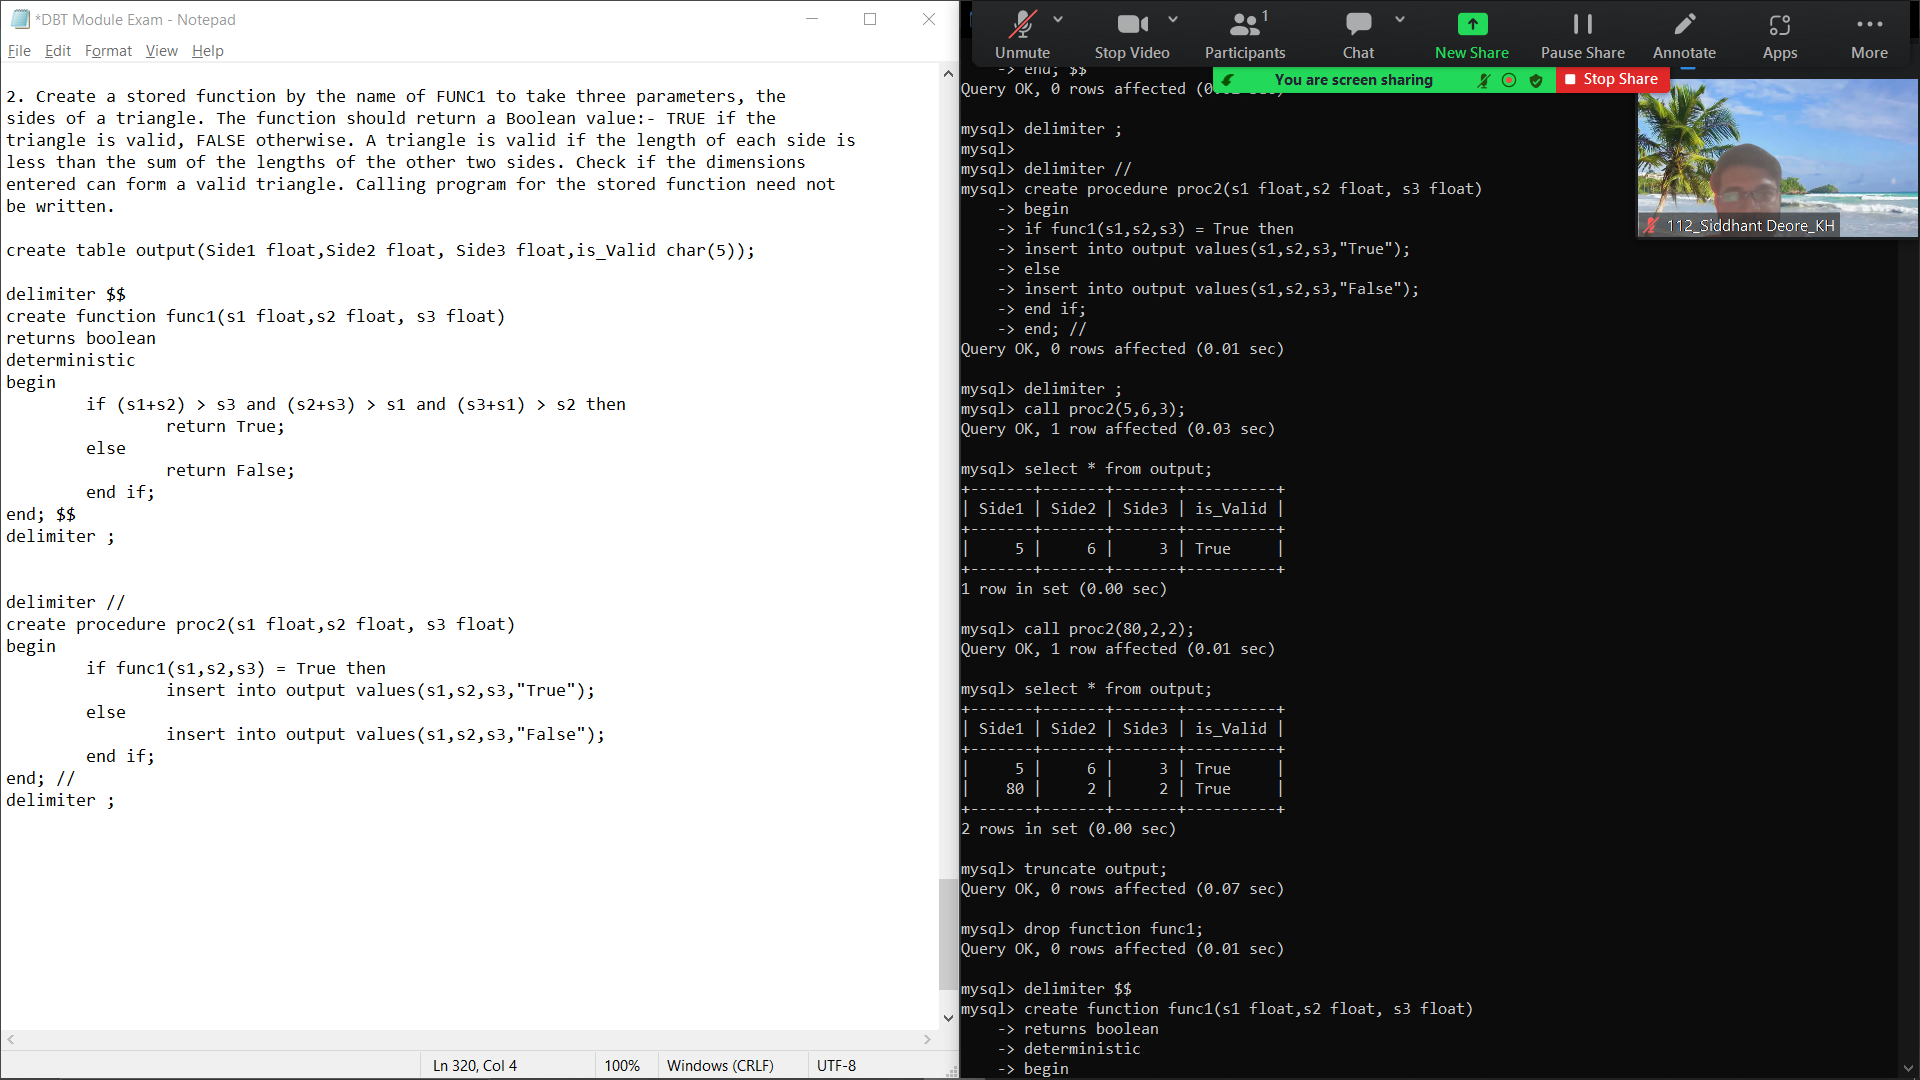 *DBT Module Exam - Notepad
File Edit Format View Help
2. Create a stored function by the name of FUNC1 to take three parameters, the
sides of a triangle. The function should return a Boolean value:- TRUE if the
triangle is valid, FALSE otherwise. A triangle is valid if the length of each side is
less than the sum of the lengths of the other two sides. Check if the dimensions
entered can form a valid triangle. Calling program for the stored function need not
be written.
create table output(Side1 float,Side2 float, Side3 float,is_Valid char(5));
delimiter $$
create function func1(s1 float,s2 float, s3 float)
returns boolean
deterministic
begin
if (s1+s2) > s3 and (s2+s3) > s1 and (s3+s1) > s2 then
return True;
else
return False;
end if;
end; $$
delimiter ;
delimiter //
create procedure proc2(s1 float,s2 float, s3 float)
begin
if func1(s1,s2,s3) = True then
insert into output values(s1,s2,s3,"True");
else
insert into output values(s1,s2,s3,"False");
end if;
end; //
delimiter ;
Ln 320, Col 4
100%
Windows (CRLF)
UTF-8
Unmute
Stop Video
1
Participants
Chat
New Share
Pause Share
Annotate
Apps
More
You are screen sharing
Stop Share
112_Siddhant Deore_KH
-> end; $$
Query OK, 0 rows affected
mysql> delimiter ;
mysql>
mysql> delimiter //
mysql> create procedure proc2(s1 float,s2 float, s3 float)
-> begin
-> if func1(s1,s2,s3) = True then
-> insert into output values(s1,s2,s3,"True");
-> else
-> insert into output values(s1,s2,s3,"False");
-> end if;
-> end; //
Query OK, 0 rows affected (0.01 sec)
mysql> delimiter ;
mysql> call proc2(5,6,3);
Query OK, 1 row affected (0.03 sec)
mysql> select * from output;
+-------+-------+-------+----------+
| Side1 | Side2 | Side3 | is_Valid |
+-------+-------+-------+----------+
|     5 |     6 |     3 | True     |
+-------+-------+-------+----------+
1 row in set (0.00 sec)
mysql> call proc2(80,2,2);
Query OK, 1 row affected (0.01 sec)
mysql> select * from output;
+-------+-------+-------+----------+
| Side1 | Side2 | Side3 | is_Valid |
+-------+-------+-------+----------+
|     5 |     6 |     3 | True     |
|    80 |     2 |     2 | True     |
+-------+-------+-------+----------+
2 rows in set (0.00 sec)
mysql> truncate output;
Query OK, 0 rows affected (0.07 sec)
mysql> drop function func1;
Query OK, 0 rows affected (0.01 sec)
mysql> delimiter $$
mysql> create function func1(s1 float,s2 float, s3 float)
-> returns boolean
-> deterministic
-> begin